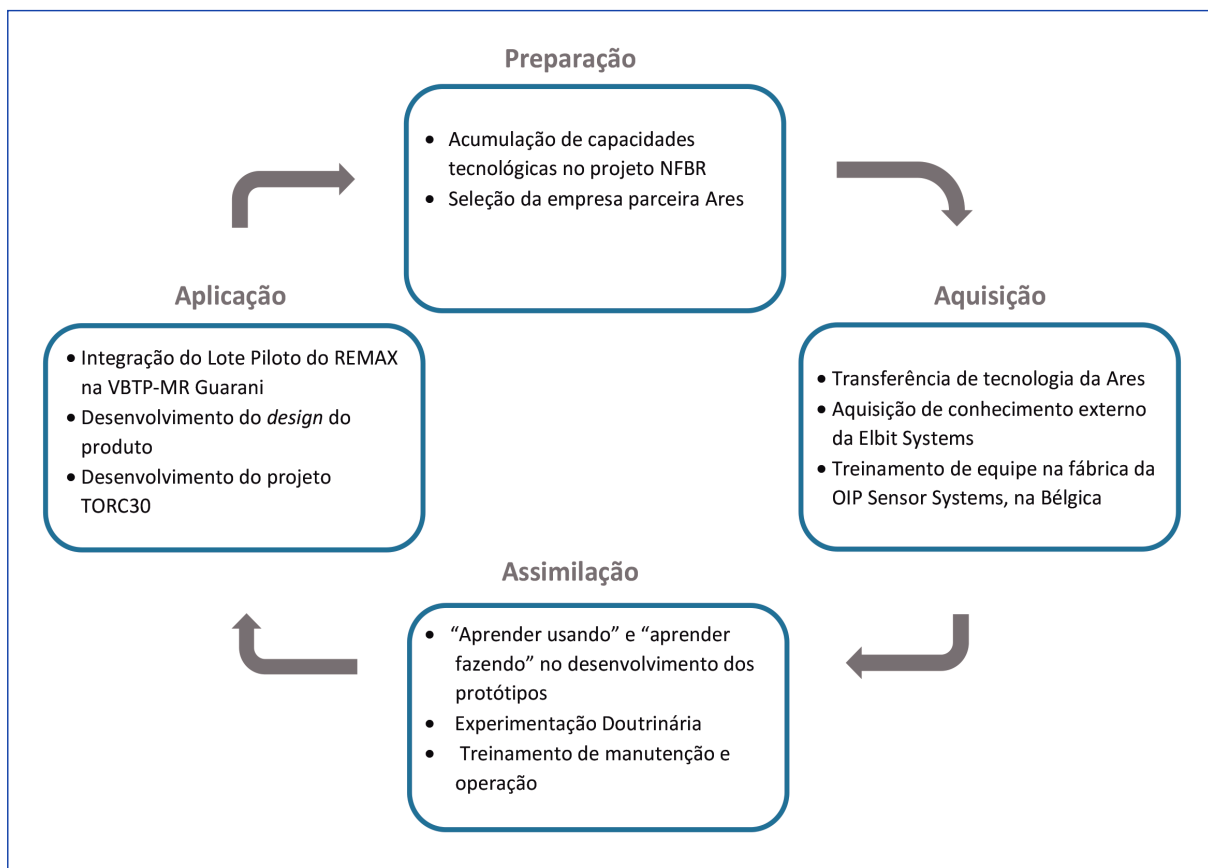 Preparação
• Acumulação de capacidades
tecnológicas no projeto NFBR
• Seleção da empresa parceira Ares
Aquisição
• Transferência de tecnologia da Ares
• Aquisição de conhecimento externo
da Elbit Systems
• Treinamento de equipe na fábrica da
OIP Sensor Systems, na Bélgica
Assimilação
• “Aprender usando” e “aprender
fazendo” no desenvolvimento dos
protótipos
• Experimentação Doutrinária
• Treinamento de manutenção e
operação
Aplicação
• Integração do Lote Piloto do REMAX
na VBTP-MR Guarani
• Desenvolvimento do design do
produto
• Desenvolvimento do projeto
TORC30